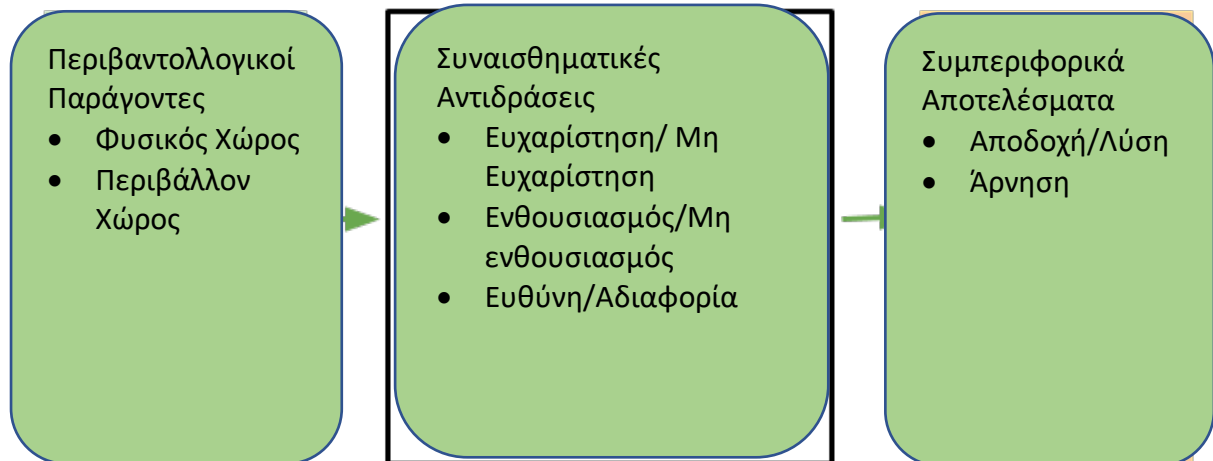 Περιβαντολλογικοί
Παράγοντες
• Φυσικός Χώρος
• Περιβάλλον
Χώρος
Συναισθηματικές
Αντιδράσεις
• Ευχαρίστηση/ Μη
Ευχαρίστηση
• Ενθουσιασμός/Μη
ενθουσιασμός
• Ευθύνη/Αδιαφορία
Συμπεριφορικά
Αποτελέσματα
• Αποδοχή/Λύση
• Άρνηση